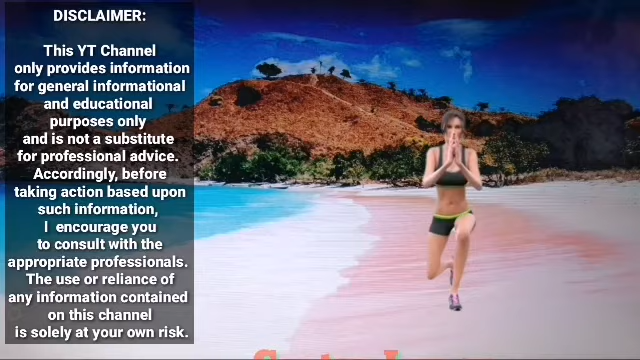 DISCLAIMER:
This YT Channel
only provides information
for general informational
and educational
purposes only
and is not a substitute
for professional advice.
Accordingly, before
taking action based upon
such information,
I encourage you
to consult with the
appropriate professionals.
The use or reliance of
any information contained
on this channel
is solely at your own risk.